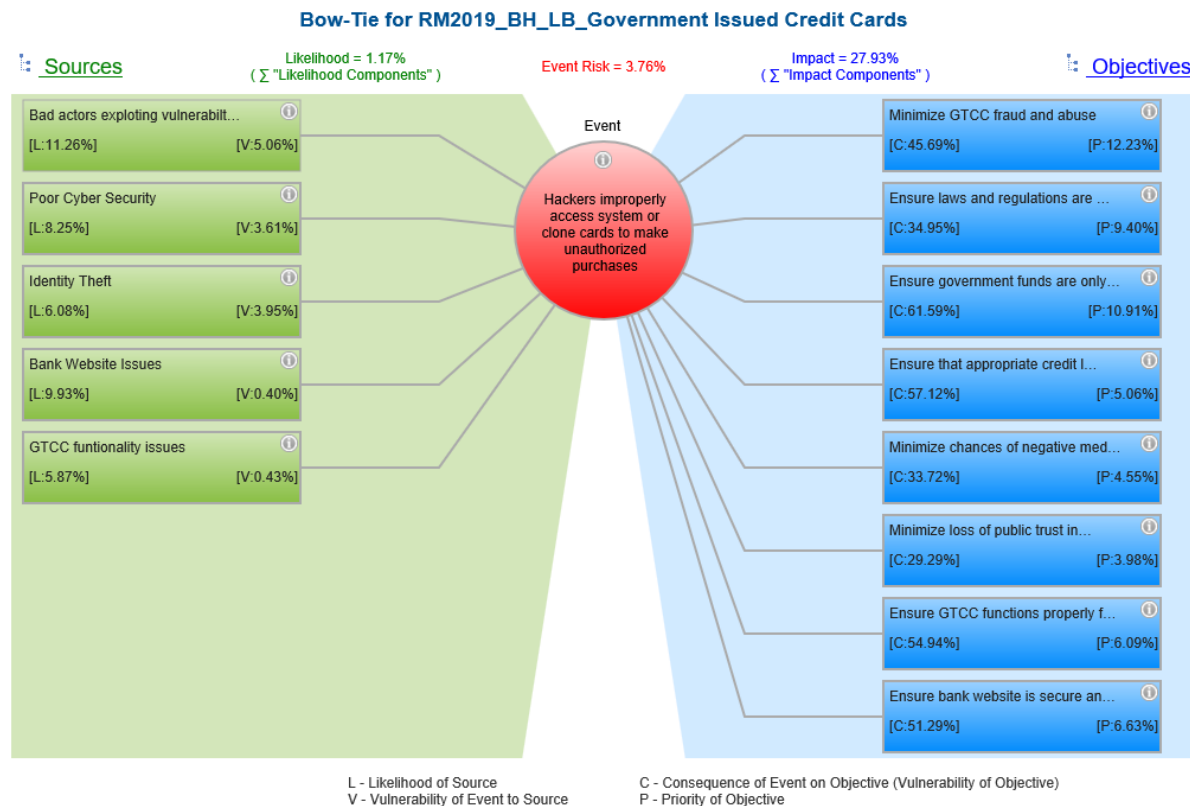 Bow-Tie for RM2019_BH_LB_Government Issued Credit Cards
Sources
Likelihood = 1.17%
( ∑ "Likelihood Components" )
Event Risk = 3.76%
Impact = 27.93%
( ∑ "Impact Components" )
Objectives
Bad actors exploting vulnerabilt...
[L:11.26%] [V:5.06%]
Poor Cyber Security
[L:8.25%] [V:3.61%]
Identity Theft
[L:6.08%] [V:3.95%]
Bank Website Issues
[L:9.93%] [V:0.40%]
GTCC funtionality issues
[L:5.87%] [V:0.43%]
Event
Hackers improperly
access system or
clone cards to make
unauthorized
purchases
Minimize GTCC fraud and abuse
[C:45.69%] [P:12.23%]
Ensure laws and regulations are ...
[C:34.95%] [P:9.40%]
Ensure government funds are only...
[C:61.59%] [P:10.91%]
Ensure that appropriate credit l...
[C:57.12%] [P:5.06%]
Minimize chances of negative med...
[C:33.72%] [P:4.55%]
Minimize loss of public trust in...
[C:29.29%] [P:3.98%]
Ensure GTCC functions properly f...
[C:54.94%] [P:6.09%]
Ensure bank website is secure an...
[C:51.29%] [P:6.63%]
L - Likelihood of Source
V - Vulnerability of Event to Source
C - Consequence of Event on Objective (Vulnerability of Objective)
P - Priority of Objective